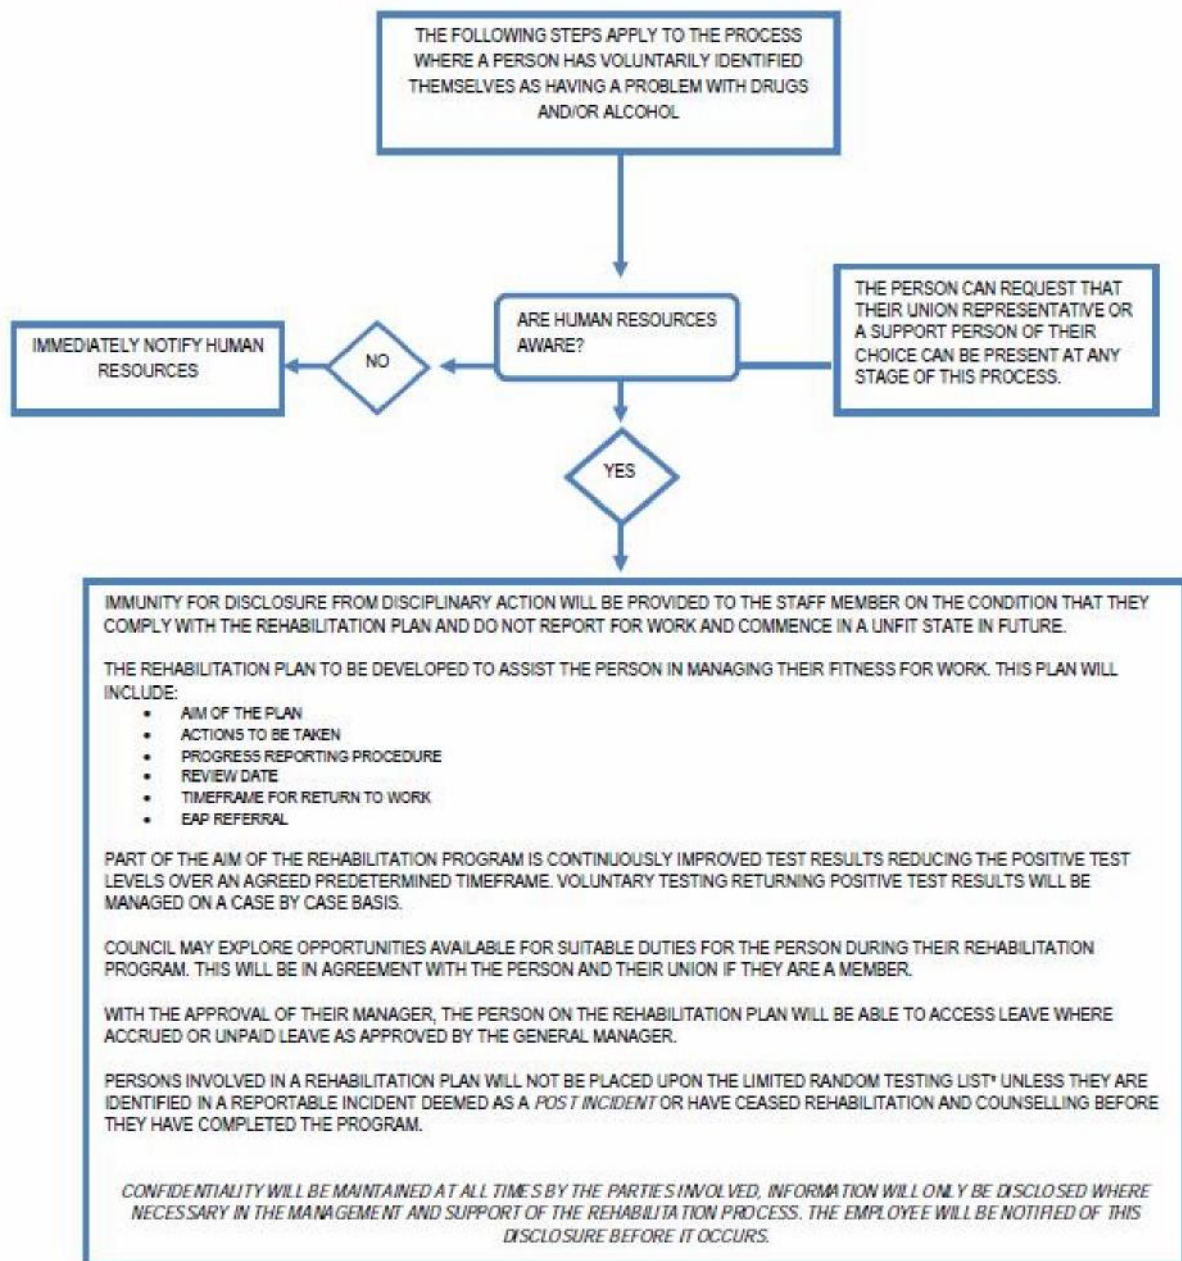 THE FOLLOWING STEPS APPLY TO THE PROCESS
WHERE A PERSON HAS VOLUNTARILY IDENTIFIED
THEMSELVES AS HAVING A PROBLEM WITH DRUGS
AND/OR ALCOHOL
ARE HUMAN RESOURCES
AWARE?
THE PERSON CAN REQUEST THAT
THEIR UNION REPRESENTATIVE OR
A SUPPORT PERSON OF THEIR
CHOICE CAN BE PRESENT AT ANY
STAGE OF THIS PROCESS.
NO
IMMEDIATELY NOTIFY HUMAN
RESOURCES
YES
IMMUNITY FOR DISCLOSURE FROM DISCIPLINARY ACTION WILL BE PROVIDED TO THE STAFF MEMBER ON THE CONDITION THAT THEY
COMPLY WITH THE REHABILITATION PLAN AND DO NOT REPORT FOR WORK AND COMMENCE IN A UNFIT STATE IN FUTURE.
THE REHABILITATION PLAN TO BE DEVELOPED TO ASSIST THE PERSON IN MANAGING THEIR FITNESS FOR WORK. THIS PLAN WILL
INCLUDE:
• AIM OF THE PLAN
• ACTIONS TO BE TAKEN
• PROGRESS REPORTING PROCEDURE
• REVIEW DATE
• TIMEFRAME FOR RETURN TO WORK
• EAP REFERRAL
PART OF THE AIM OF THE REHABILITATION PROGRAM IS CONTINUOUSLY IMPROVED TEST RESULTS REDUCING THE POSITIVE TEST
LEVELS OVER AN AGREED PREDETERMINED TIMEFRAME. VOLUNTARY TESTING RETURNING POSITIVE TEST RESULTS WILL BE
MANAGED ON A CASE BY CASE BASIS.
COUNCIL MAY EXPLORE OPPORTUNITIES AVAILABLE FOR SUITABLE DUTIES FOR THE PERSON DURING THEIR REHABILITATION
PROGRAM. THIS WILL BE IN AGREEMENT WITH THE PERSON AND THEIR UNION IF THEY ARE A MEMBER.
WITH THE APPROVAL OF THEIR MANAGER, THE PERSON ON THE REHABILITATION PLAN WILL BE ABLE TO ACCESS LEAVE WHERE
ACCRUED OR UNPAID LEAVE AS APPROVED BY THE GENERAL MANAGER.
PERSONS INVOLVED IN A REHABILITATION PLAN WILL NOT BE PLACED UPON THE LIMITED RANDOM TESTING LIST* UNLESS THEY ARE
IDENTIFIED IN A REPORTABLE INCIDENT DEEMED AS A POST INCIDENT OR HAVE CEASED REHABILITATION AND COUNSELLING BEFORE
THEY HAVE COMPLETED THE PROGRAM.
CONFIDENTIALITY WILL BE MAINTAINED AT ALL TIMES BY THE PARTIES INVOLVED, INFORMATION WILL ONLY BE DISCLOSED WHERE
NECESSARY IN THE MANAGEMENT AND SUPPORT OF THE REHABILITATION PROCESS. THE EMPLOYEE WILL BE NOTIFIED OF THIS
DISCLOSURE BEFORE IT OCCURS.